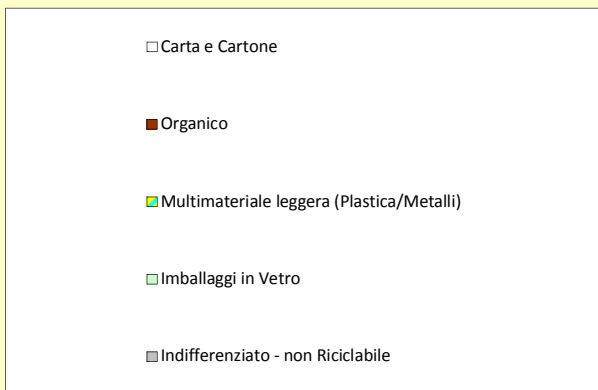 Carta e Cartone
Organico
Multimateriale leggera (Plastica/Metalli)
Imballaggi in Vetro
Indifferenziato - non Riciclabile